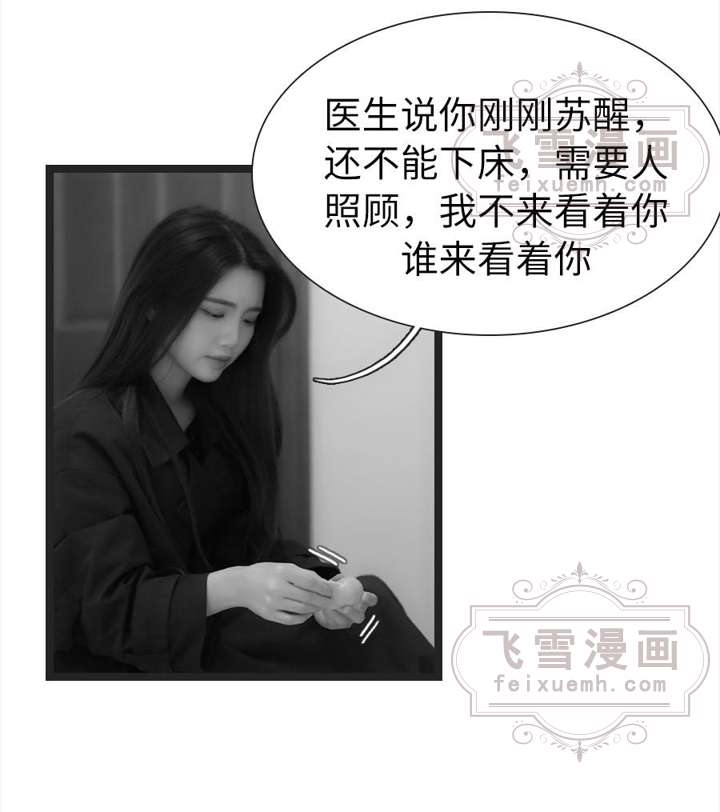 医生说你刚刚苏醒，
还不能下床，需要人
照顾，我不来看着你
谁来看着你
飞雪漫画
feixuemh.com
飞雪漫画
feixuemh.com